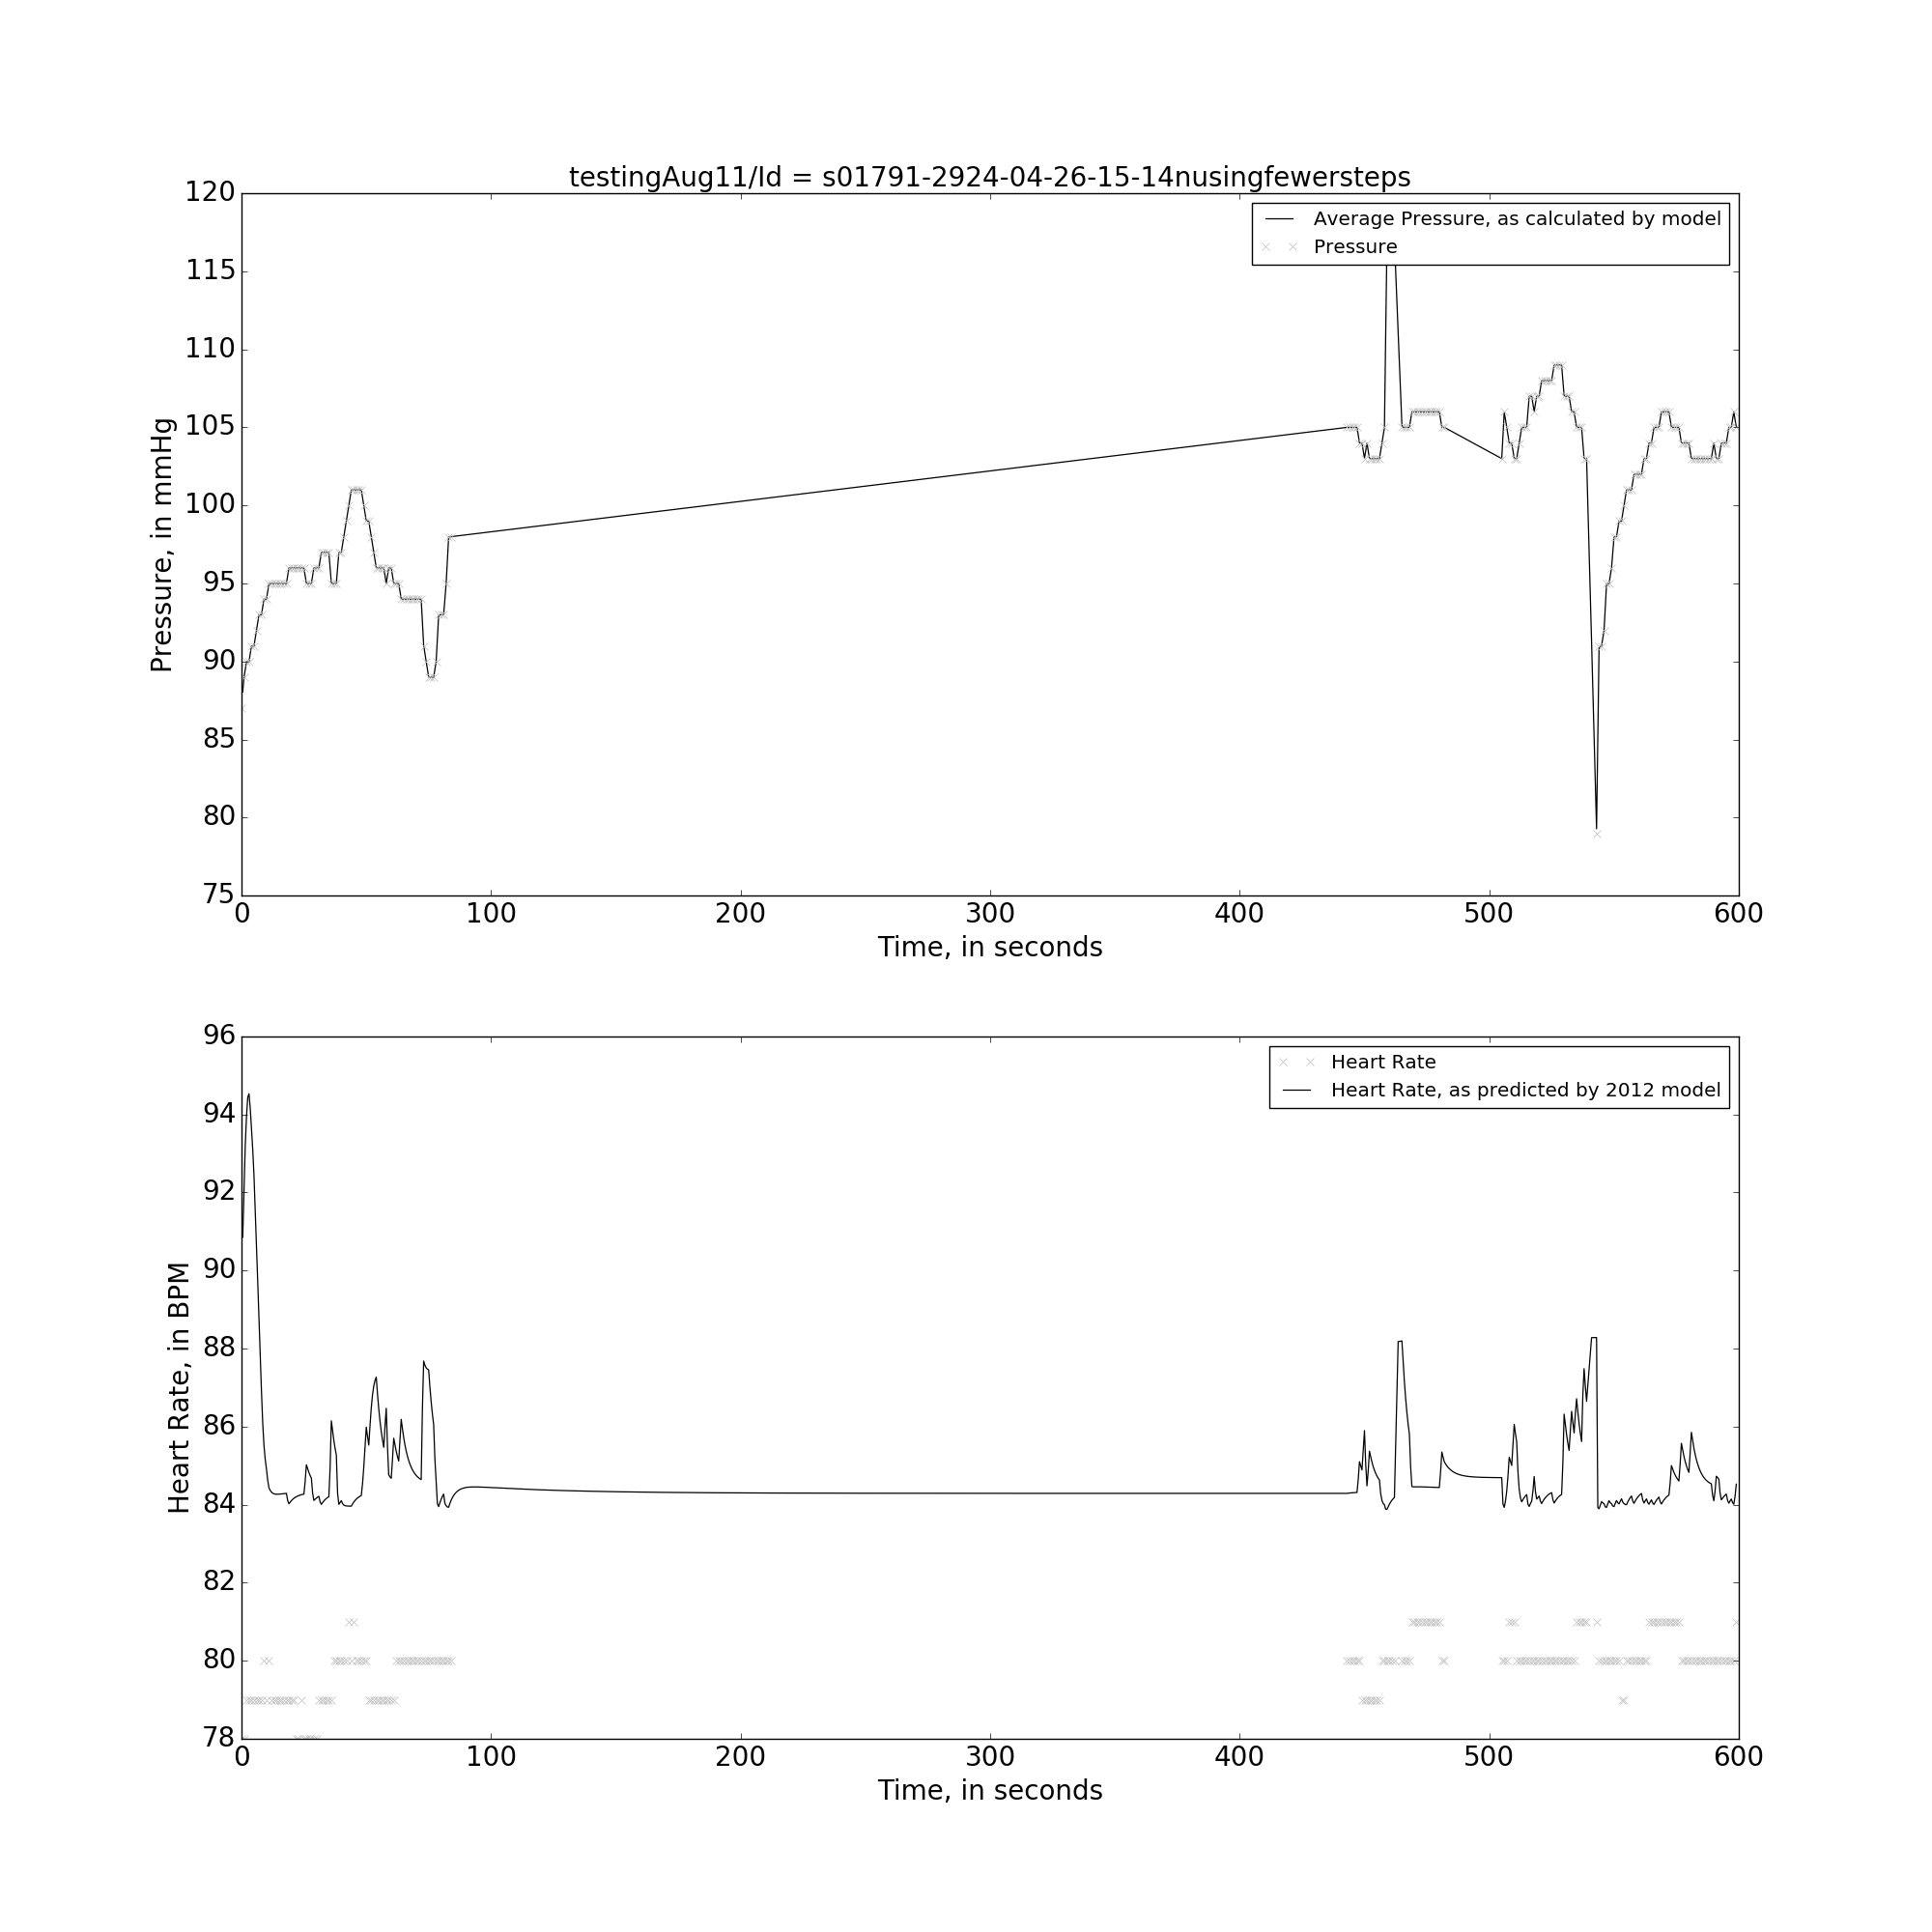 testingAug11/Id = s01791-2924-04-26-15-14nusingfewersteps
120
115
110
105
100
95
90
85
80
75
Pressure, in mmHg
Average Pressure, as calculated by model
Pressure
0 100 200 300 400 500 600
Time, in seconds
96
94
92
90
88
86
84
82
80
78
Heart Rate, in BPM
Heart Rate
Heart Rate, as predicted by 2012 model
0 100 200 300 400 500 600
Time, in seconds